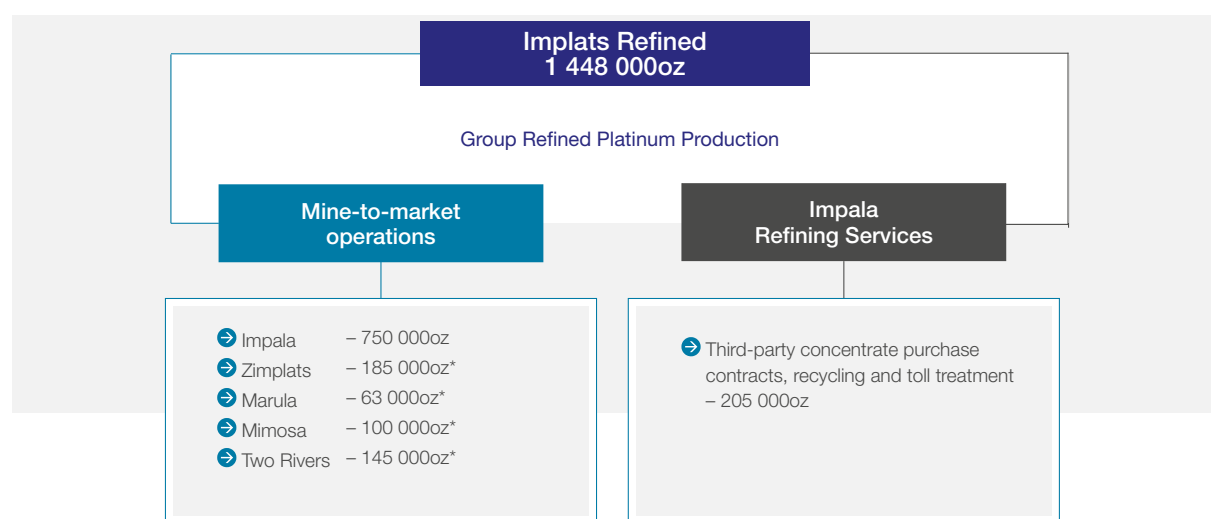 Implats Refined
1 448 000oz
Group Refined Platinum Production
Mine-to-market
operations
Impala
Refining Services
Impala – 750 000oz
Zimplats – 185 000oz*
Marula – 63 000oz*
Mimosa – 100 000oz*
Two Rivers – 145 000oz*
Third-party concentrate purchase
contracts, recycling and toll treatment
– 205 000oz